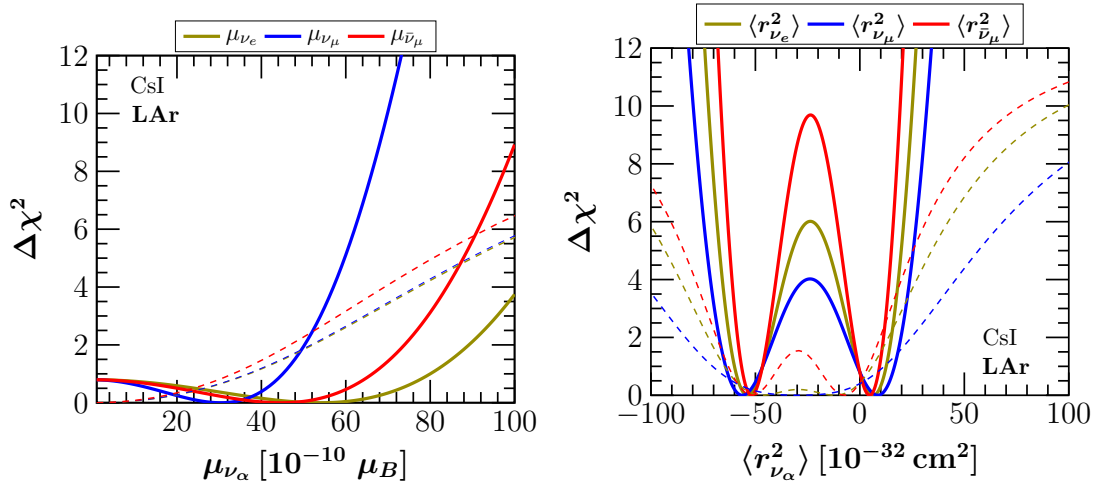 μ_{ν_e} μ_{ν_μ} μ_{ν̄_μ}
CsI
LAr
12
10
8
6
4
2
0
Δχ²
20 40 60 80 100
μ_{ν_α} [10⁻¹⁰ μ_B]
⟨r²_{ν_e}⟩ ⟨r²_{ν_μ}⟩ ⟨r²_{ν̄_μ}⟩
12
10
8
6
4
2
0
Δχ²
CsI
LAr
−100 −50 0 50 100
⟨r²_{ν_α}⟩ [10⁻³² cm²]